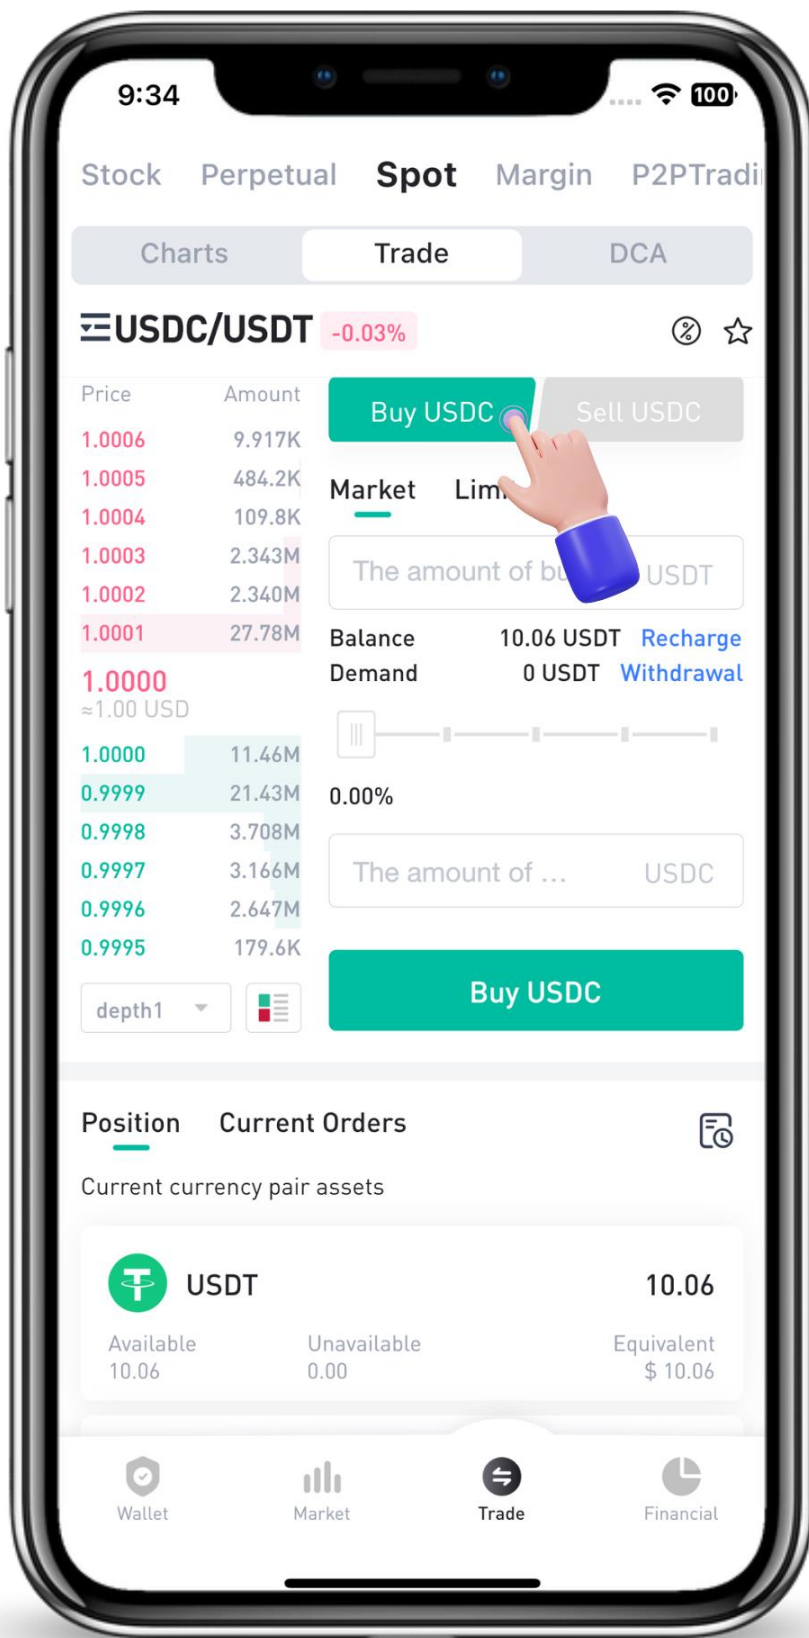 9:34
100
Stock Perpetual Spot Margin P2PTradi
Charts Trade DCA
USDC/USDT -0.03%
Price Amount
1.0006 9.917K
1.0005 484.2K
1.0004 109.8K
1.0003 2.343M
1.0002 2.340M
1.0001 27.78M
1.0000
≈1.00 USD
1.0000 11.46M
0.9999 21.43M
0.9998 3.708M
0.9997 3.166M
0.9996 2.647M
0.9995 179.6K
depth1
Buy USDC Sell USDC
Market Lim
The amount of bu USDT
Balance 10.06 USDT Recharge
Demand 0 USDT Withdrawal
0.00%
The amount of ... USDC
Buy USDC
Position Current Orders
Current currency pair assets
USDT 10.06
Available Unavailable Equivalent
10.06 0.00 $ 10.06
Wallet Market Trade Financial